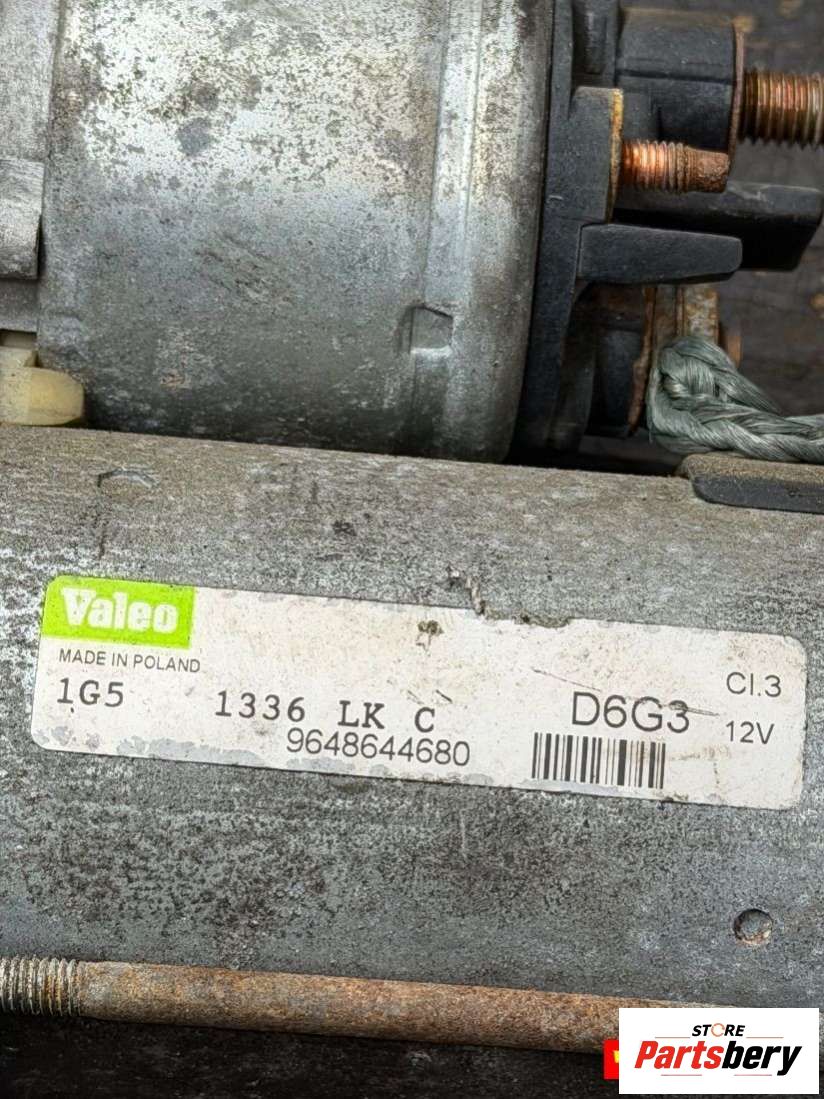 Valeo
MADE IN POLAND
1G5 1336 LK C
9648644680
D6G3
Cl.3
12V
STORE
Partsbery